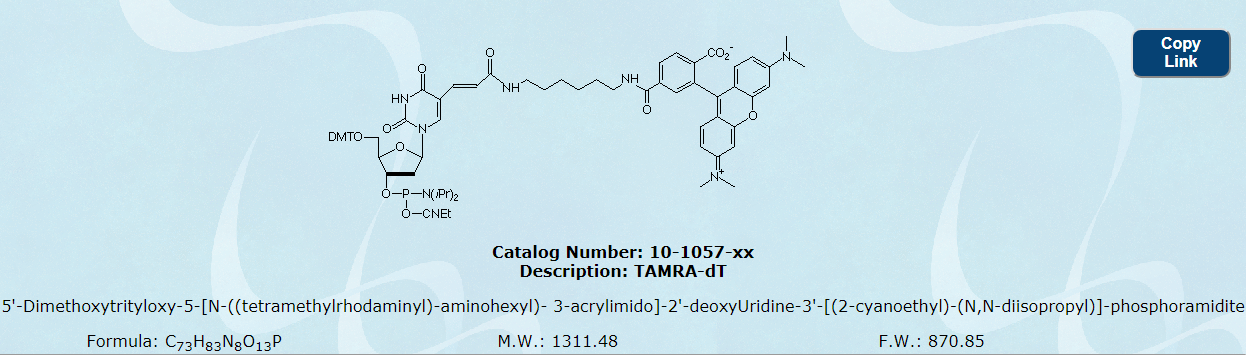 Copy
Link
CO₂⁻
N
O
O
NH
NH
O
HN
O
N
O
DMTO
O
N⁺
O–P–N(iPr)₂
O–CNEt
Catalog Number: 10-1057-xx
Description: TAMRA-dT
5'-Dimethoxytrityloxy-5-[N-((tetramethylrhodaminyl)-aminohexyl)- 3-acrylimido]-2'-deoxyUridine-3'-[(2-cyanoethyl)-(N,N-diisopropyl)]-phosphoramidite
Formula: C₇₃H₈₃N₈O₁₃P M.W.: 1311.48 F.W.: 870.85